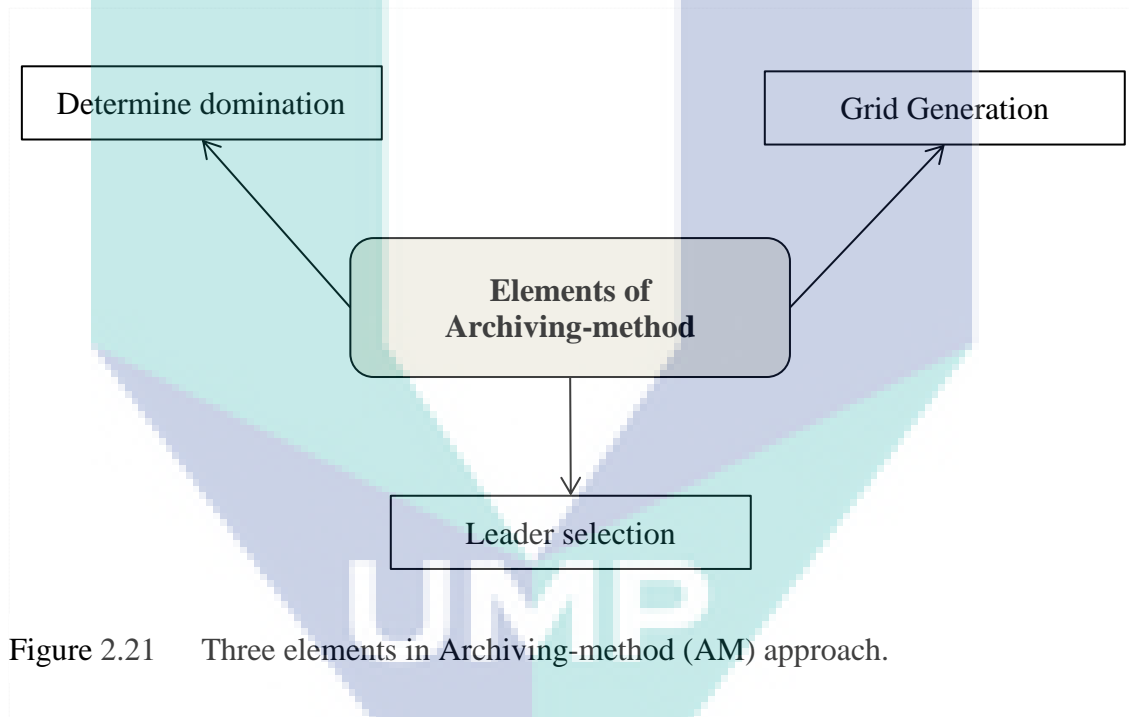 Determine domination
Grid Generation
Elements of
Archiving-method
Leader selection
UMP
Figure 2.21 Three elements in Archiving-method (AM) approach.